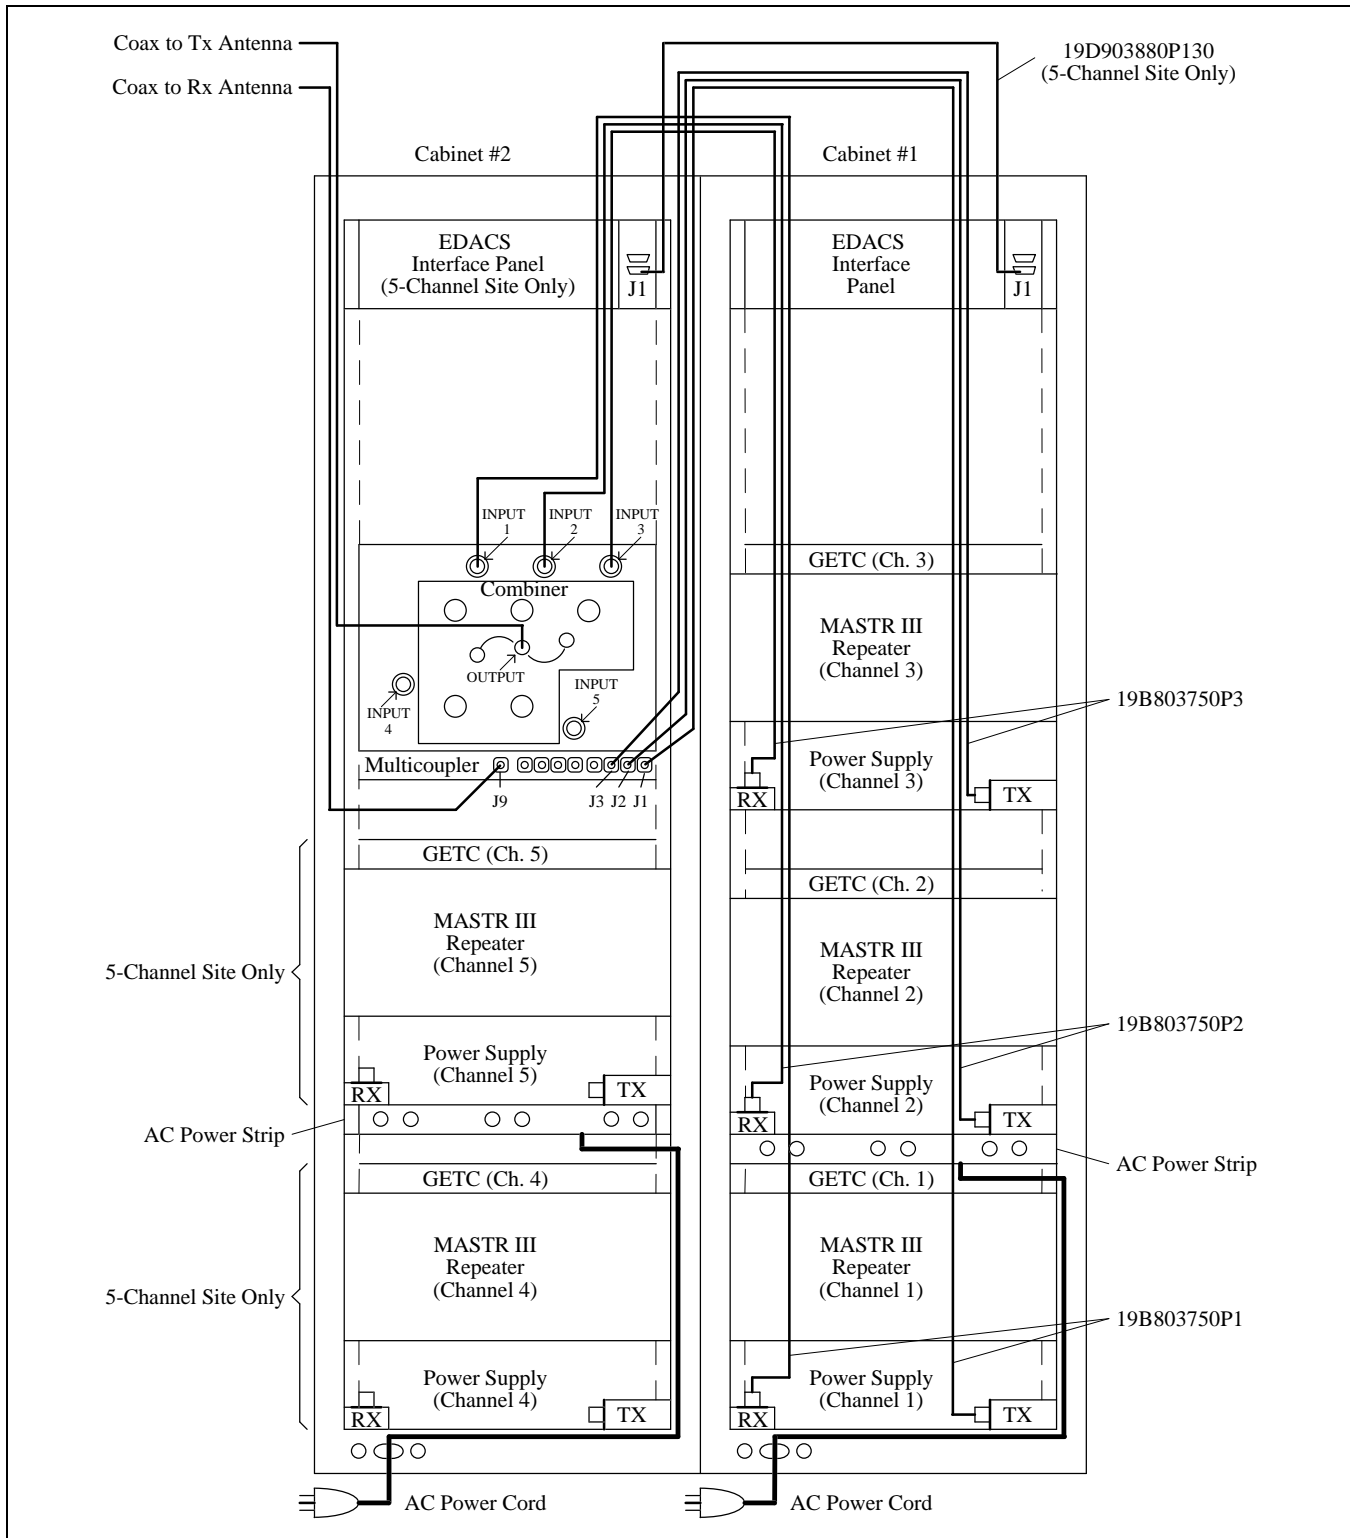 Coax to Tx Antenna
Coax to Rx Antenna
19D903880P130
(5-Channel Site Only)
Cabinet #2
Cabinet #1
EDACS
Interface Panel
(5-Channel Site Only)
J1
EDACS
Interface
Panel
J1
INPUT
1
INPUT
2
INPUT
3
Combiner
OUTPUT
INPUT
4
INPUT
5
Multicoupler
J9
J3
J2
J1
GETC (Ch. 3)
MASTR III
Repeater
(Channel 3)
19B803750P3
Power Supply
(Channel 3)
RX
TX
GETC (Ch. 5)
GETC (Ch. 2)
MASTR III
Repeater
(Channel 5)
5-Channel Site Only
MASTR III
Repeater
(Channel 2)
19B803750P2
Power Supply
(Channel 5)
RX
TX
Power Supply
(Channel 2)
RX
TX
AC Power Strip
AC Power Strip
GETC (Ch. 4)
GETC (Ch. 1)
MASTR III
Repeater
(Channel 4)
5-Channel Site Only
MASTR III
Repeater
(Channel 1)
19B803750P1
Power Supply
(Channel 4)
RX
TX
Power Supply
(Channel 1)
RX
TX
AC Power Cord
AC Power Cord